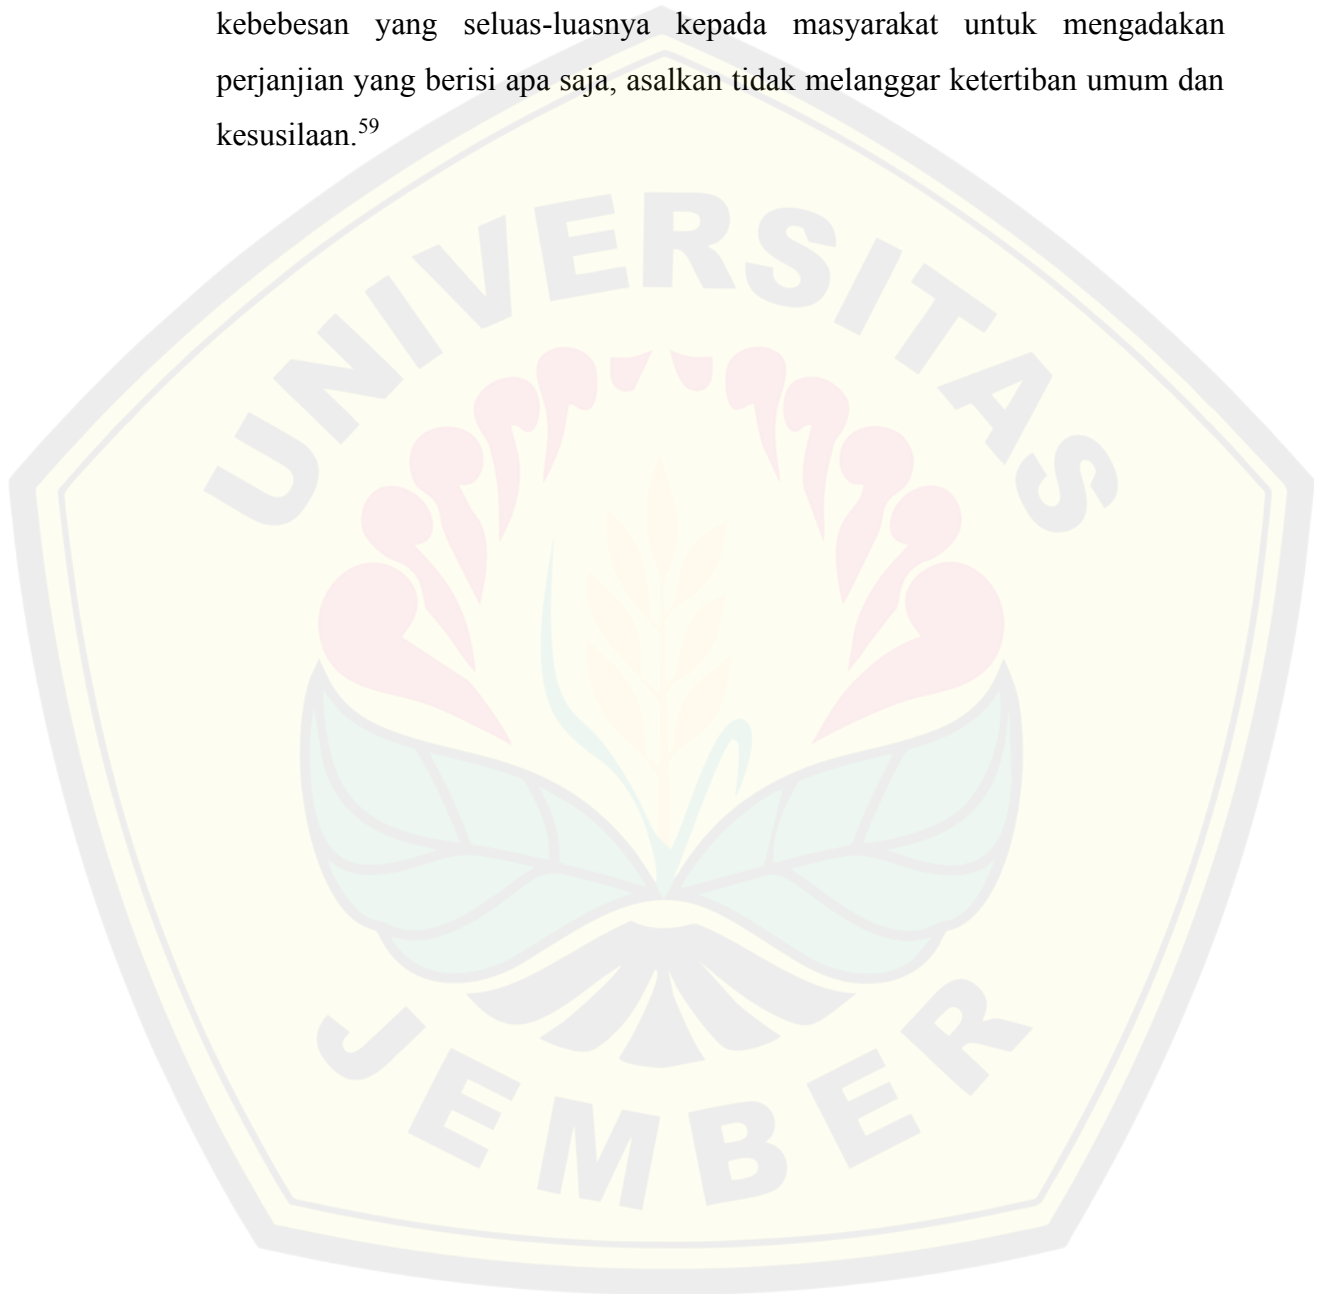 kebebesan yang seluas-luasnya kepada masyarakat untuk mengadakan
perjanjian yang berisi apa saja, asalkan tidak melanggar ketertiban umum dan
kesusilaan.59
UNIVERSITAS
JEMBER